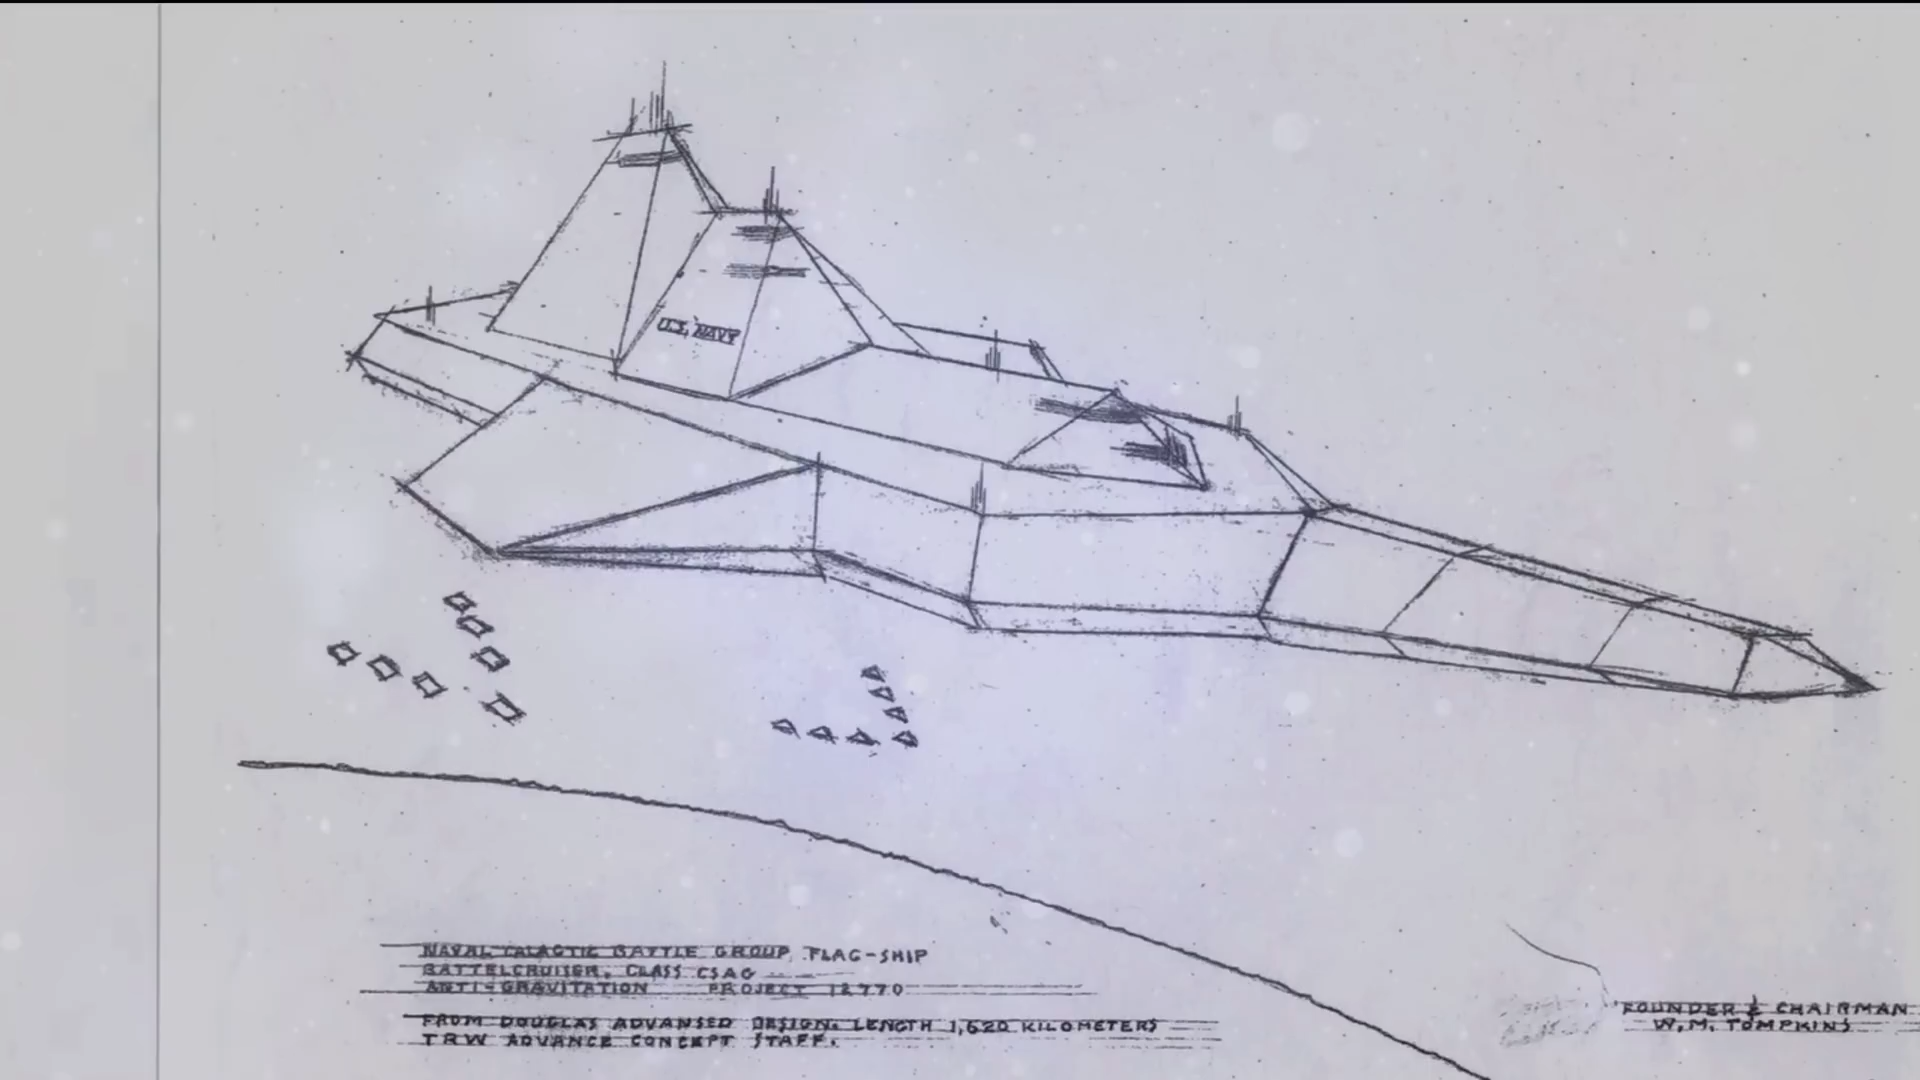 U.S. NAVY
NAVAL GALACTIC BATTLE GROUP, FLAG-SHIP
BATTELCRUISER, CLASS CSAG
ANTI-GRAVITATION PROJECT 12770
FROM DOUGLAS ADVANSED DESIGN. LENGTH 1,620 KILOMETERS
TRW ADVANCE CONCEPT STAFF.
FOUNDER & CHAIRMAN
W.M. TOMPKINS